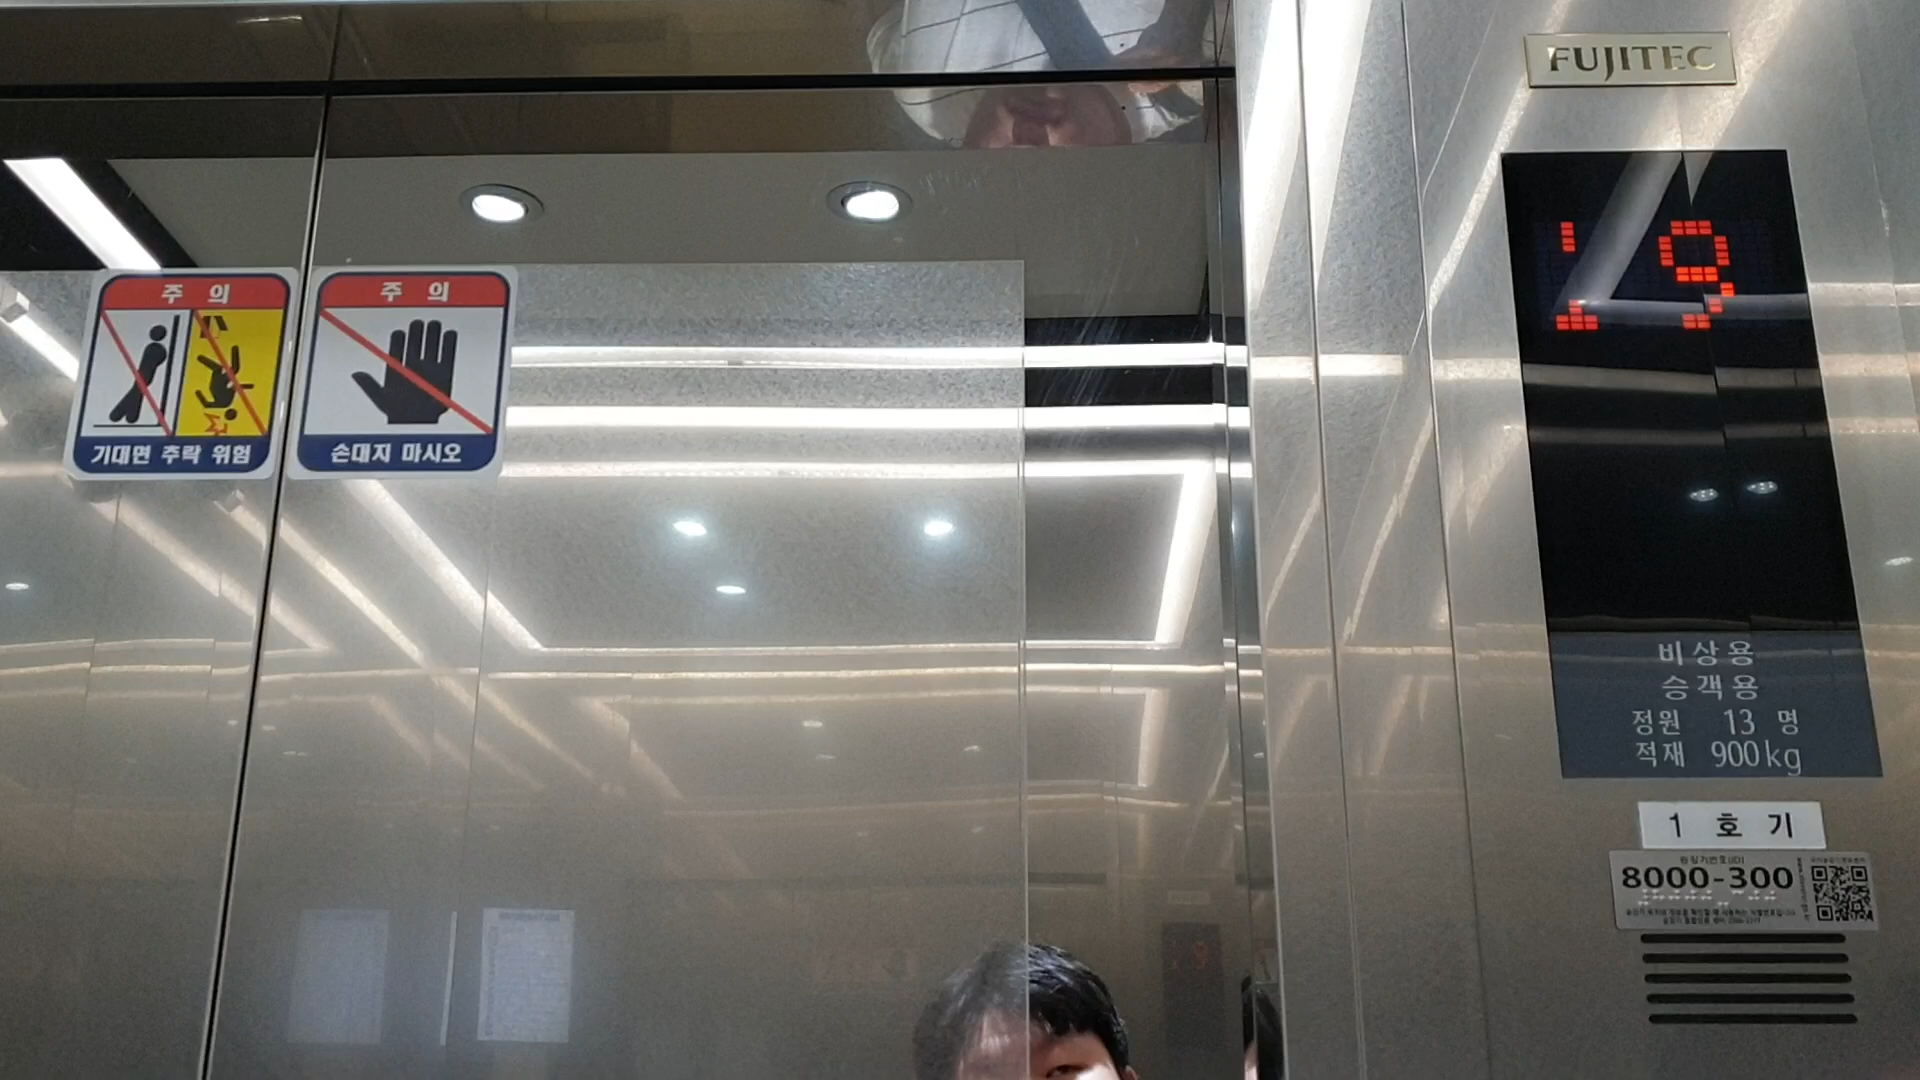 주 의
기대면 추락 위험
주 의
손대지 마시오
FUJITEC
19
비상용
승객용
정원 13 명
적재 900kg
1 호 기
8000-300